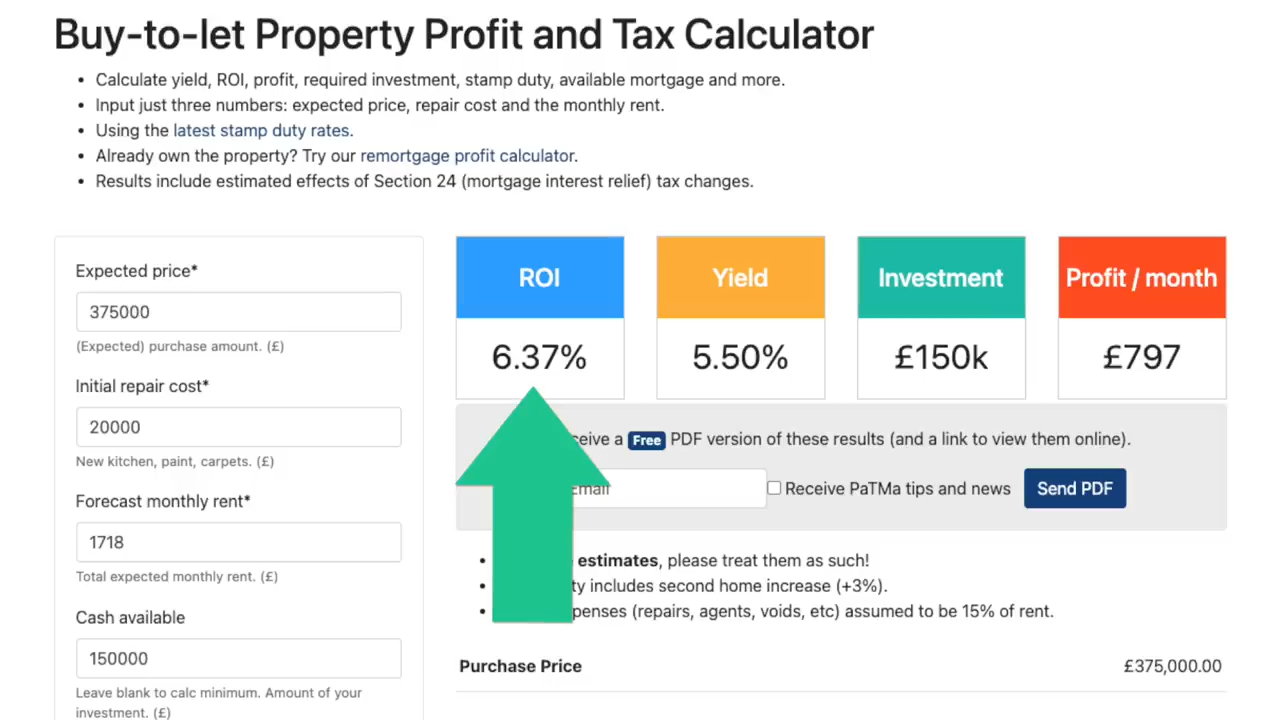 Buy-to-let Property Profit and Tax Calculator
• Calculate yield, ROI, profit, required investment, stamp duty, available mortgage and more.
• Input just three numbers: expected price, repair cost and the monthly rent.
• Using the latest stamp duty rates.
• Already own the property? Try our remortgage profit calculator.
• Results include estimated effects of Section 24 (mortgage interest relief) tax changes.
Expected price*
375000
(Expected) purchase amount. (£)
Initial repair cost*
20000
New kitchen, paint, carpets. (£)
Forecast monthly rent*
1718
Total expected monthly rent. (£)
Cash available
150000
Leave blank to calc minimum. Amount of your
investment. (£)
ROI
6.37%
Yield
5.50%
Investment
£150k
Profit / month
£797
a Free PDF version of these results (and a link to view them online).
Email
Receive PaTMa tips and news
Send PDF
• estimates, please treat them as such!
• includes second home increase (+3%).
• (repairs, agents, voids, etc) assumed to be 15% of rent.
Purchase Price
£375,000.00